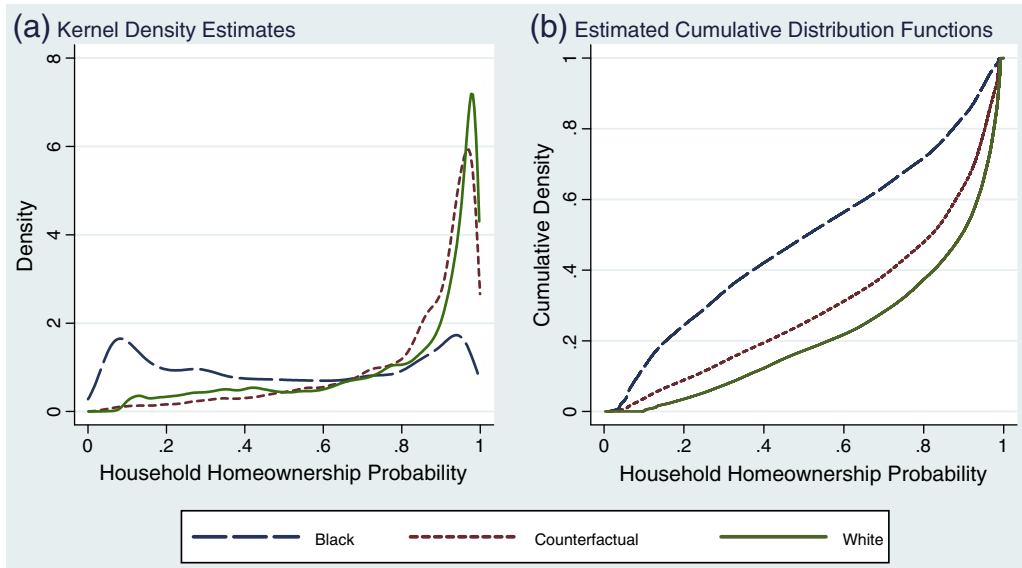 (a) Kernel Density Estimates
8
6
4
2
0
Density
0 .2 .4 .6 .8 1
Household Homeownership Probability
(b) Estimated Cumulative Distribution Functions
1
.8
.6
.4
.2
0
Cumulative Density
0 .2 .4 .6 .8 1
Household Homeownership Probability
Black Counterfactual White